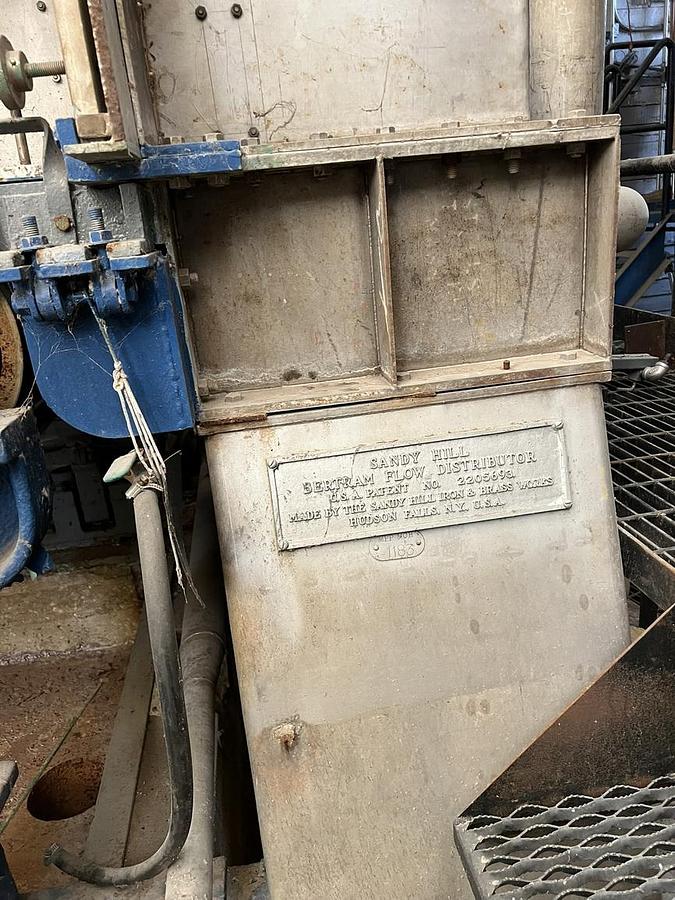 SANDY HILL
BERTRAM FLOW DISTRIBUTOR
U.S.A. PATENT NO. 2205693.
MADE BY THE SANDY HILL IRON & BRASS WORKS
HUDSON FALLS, N.Y., U.S.A.
1183